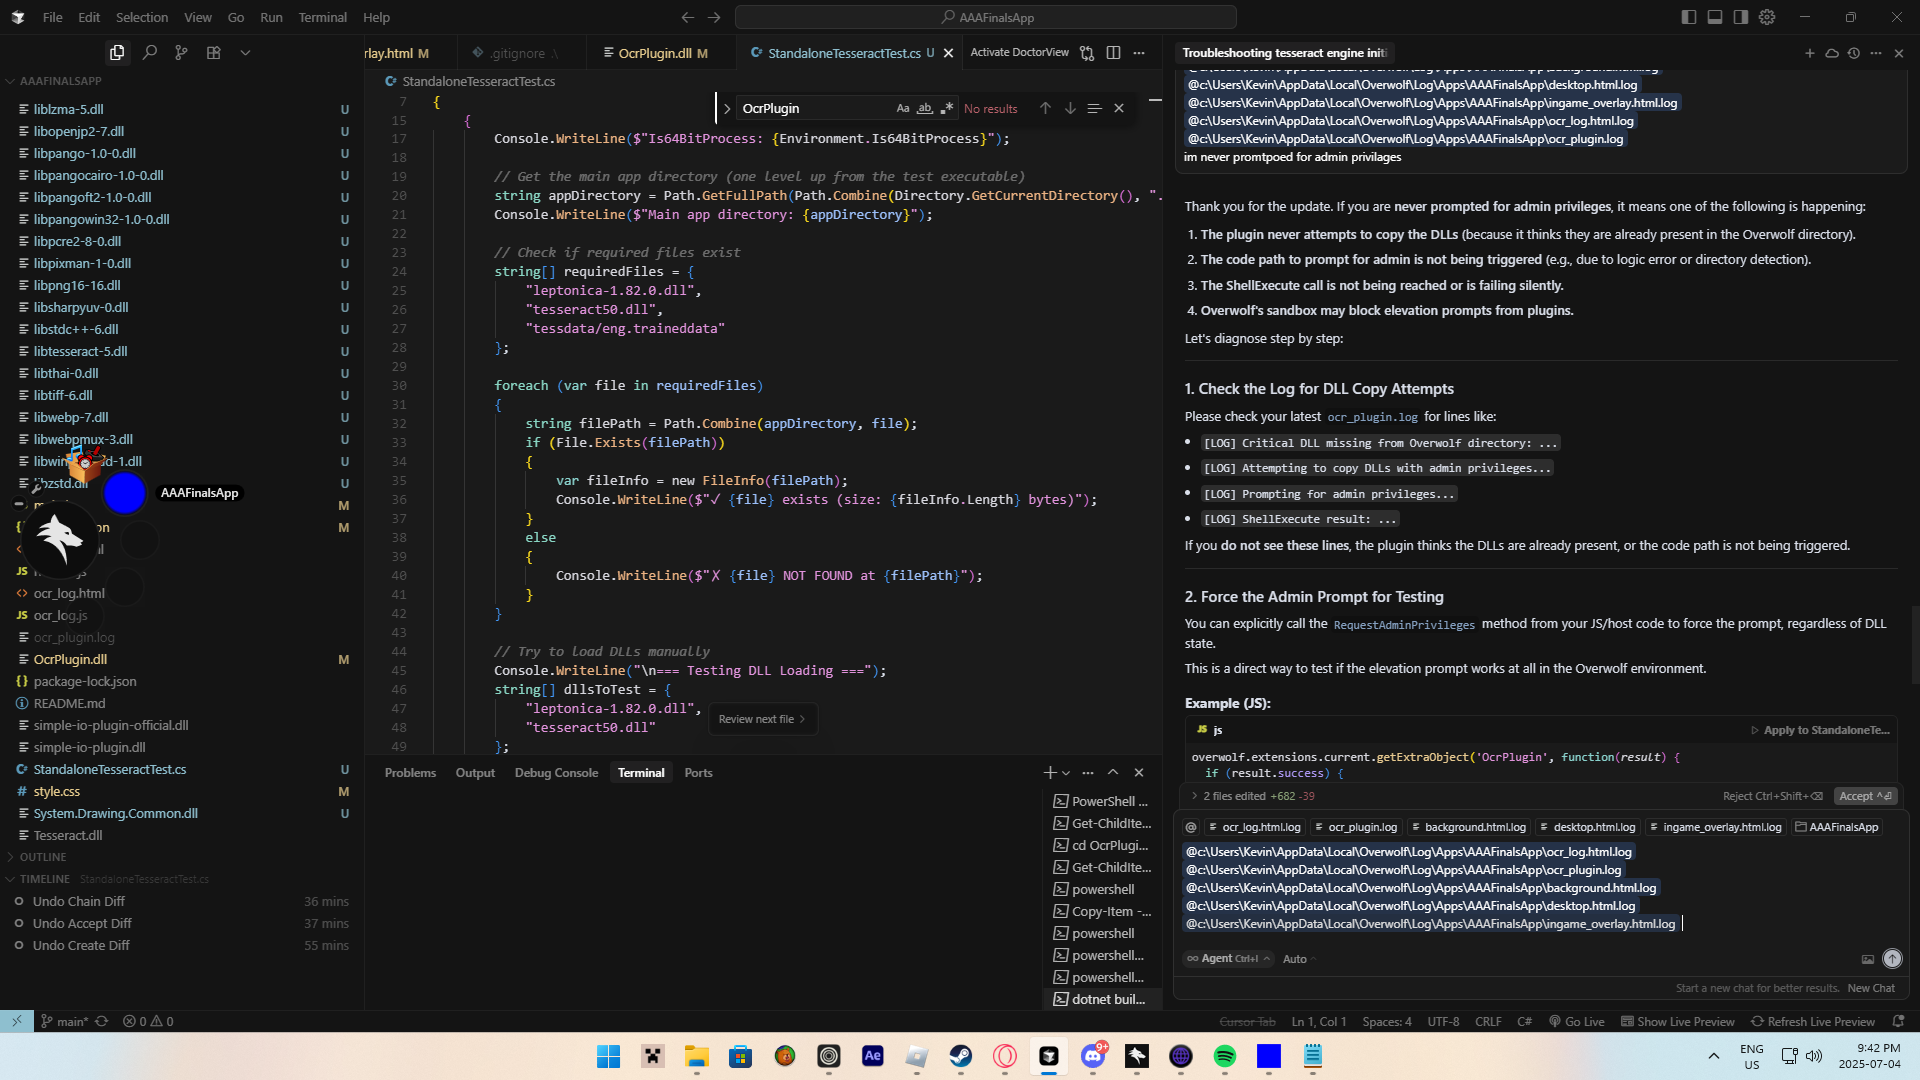 File Edit Selection View Go Run Terminal Help
AAAFinalsApp
AAAFINALSAPP
liblzma-5.dll U
libopenjp2-7.dll U
libpango-1.0-0.dll U
libpangocairo-1.0-0.dll U
libpangoft2-1.0-0.dll U
libpangowin32-1.0-0.dll U
libpcre2-8-0.dll U
libpixman-1-0.dll U
libpng16-16.dll U
libsharpyuv-0.dll U
libstdc++-6.dll U
libtesseract-5.dll U
libthai-0.dll U
libtiff-6.dll U
libwebp-7.dll U
libwebpmux-3.dll U
d-1.dll U
libzstd.dll U
AAAFinalsApp
M
M
ocr_log.html
JS ocr_log.js
ocr_plugin.log
OcrPlugin.dll M
{} package-lock.json
README.md
simple-io-plugin-official.dll
simple-io-plugin.dll
StandaloneTesseractTest.cs U
# style.css M
System.Drawing.Common.dll U
Tesseract.dll
OUTLINE
TIMELINE StandaloneTesseractTest.cs
Undo Chain Diff 36 mins
Undo Accept Diff 37 mins
Undo Create Diff 55 mins
rlay.html M .gitignore OcrPlugin.dll M StandaloneTesseractTest.cs U Activate DoctorView
StandaloneTesseractTest.cs
OcrPlugin Aa ab No results
7 {
15 {
17 Console.WriteLine($"Is64BitProcess: {Environment.Is64BitProcess}");
18
19 // Get the main app directory (one level up from the test executable)
20 string appDirectory = Path.GetFullPath(Path.Combine(Directory.GetCurrentDirectory(), ".
21 Console.WriteLine($"Main app directory: {appDirectory}");
22
23 // Check if required files exist
24 string[] requiredFiles = {
25 "leptonica-1.82.0.dll",
26 "tesseract50.dll",
27 "tessdata/eng.traineddata"
28 };
29
30 foreach (var file in requiredFiles)
31 {
32 string filePath = Path.Combine(appDirectory, file);
33 if (File.Exists(filePath))
34 {
35 var fileInfo = new FileInfo(filePath);
36 Console.WriteLine($"✓ {file} exists (size: {fileInfo.Length} bytes)");
37 }
38 else
39 {
40 Console.WriteLine($"✗ {file} NOT FOUND at {filePath}");
41 }
42 }
43
44 // Try to load DLLs manually
45 Console.WriteLine("\n=== Testing DLL Loading ===");
46 string[] dllsToTest = {
47 "leptonica-1.82.0.dll",
48 "tesseract50.dll"
49 };
Review next file
Problems Output Debug Console Terminal Ports
PowerShell ...
Get-ChildIte...
cd OcrPlugi...
Get-ChildIte...
powershell
Copy-Item -...
powershell
powershell...
powershell...
dotnet buil...
Troubleshooting tesseract engine initi
@c:\Users\Kevin\AppData\Local\Overwolf\Log\Apps\AAAFinalsApp\background.html.log
@c:\Users\Kevin\AppData\Local\Overwolf\Log\Apps\AAAFinalsApp\desktop.html.log
@c:\Users\Kevin\AppData\Local\Overwolf\Log\Apps\AAAFinalsApp\ingame_overlay.html.log
@c:\Users\Kevin\AppData\Local\Overwolf\Log\Apps\AAAFinalsApp\ocr_log.html.log
@c:\Users\Kevin\AppData\Local\Overwolf\Log\Apps\AAAFinalsApp\ocr_plugin.log
im never promtpoed for admin privilages
Thank you for the update. If you are never prompted for admin privileges, it means one of the following is happening:
1. The plugin never attempts to copy the DLLs (because it thinks they are already present in the Overwolf directory).
2. The code path to prompt for admin is not being triggered (e.g., due to logic error or directory detection).
3. The ShellExecute call is not being reached or is failing silently.
4. Overwolf's sandbox may block elevation prompts from plugins.
Let's diagnose step by step:
1. Check the Log for DLL Copy Attempts
Please check your latest ocr_plugin.log for lines like:
[LOG] Critical DLL missing from Overwolf directory: ...
[LOG] Attempting to copy DLLs with admin privileges...
[LOG] Prompting for admin privileges...
[LOG] ShellExecute result: ...
If you do not see these lines, the plugin thinks the DLLs are already present, or the code path is not being triggered.
2. Force the Admin Prompt for Testing
You can explicitly call the RequestAdminPrivileges method from your JS/host code to force the prompt, regardless of DLL
state.
This is a direct way to test if the elevation prompt works at all in the Overwolf environment.
Example (JS):
JS js Apply to StandaloneTe...
overwolf.extensions.current.getExtraObject('OcrPlugin', function(result) {
if (result.success) {
2 files edited +682 -39 Reject Ctrl+Shift+⌫ Accept ^⏎
@ ocr_log.html.log ocr_plugin.log background.html.log desktop.html.log ingame_overlay.html.log AAAFinalsApp
@c:\Users\Kevin\AppData\Local\Overwolf\Log\Apps\AAAFinalsApp\ocr_log.html.log
@c:\Users\Kevin\AppData\Local\Overwolf\Log\Apps\AAAFinalsApp\ocr_plugin.log
@c:\Users\Kevin\AppData\Local\Overwolf\Log\Apps\AAAFinalsApp\background.html.log
@c:\Users\Kevin\AppData\Local\Overwolf\Log\Apps\AAAFinalsApp\desktop.html.log
@c:\Users\Kevin\AppData\Local\Overwolf\Log\Apps\AAAFinalsApp\ingame_overlay.html.log
Agent Ctrl+I Auto
Start a new chat for better results. New Chat
main* 0 0 Cursor Tab Ln 1, Col 1 Spaces: 4 UTF-8 CRLF C# Go Live Show Live Preview Refresh Live Preview
Ae 9+ ENG US 9:42 PM 2025-07-04